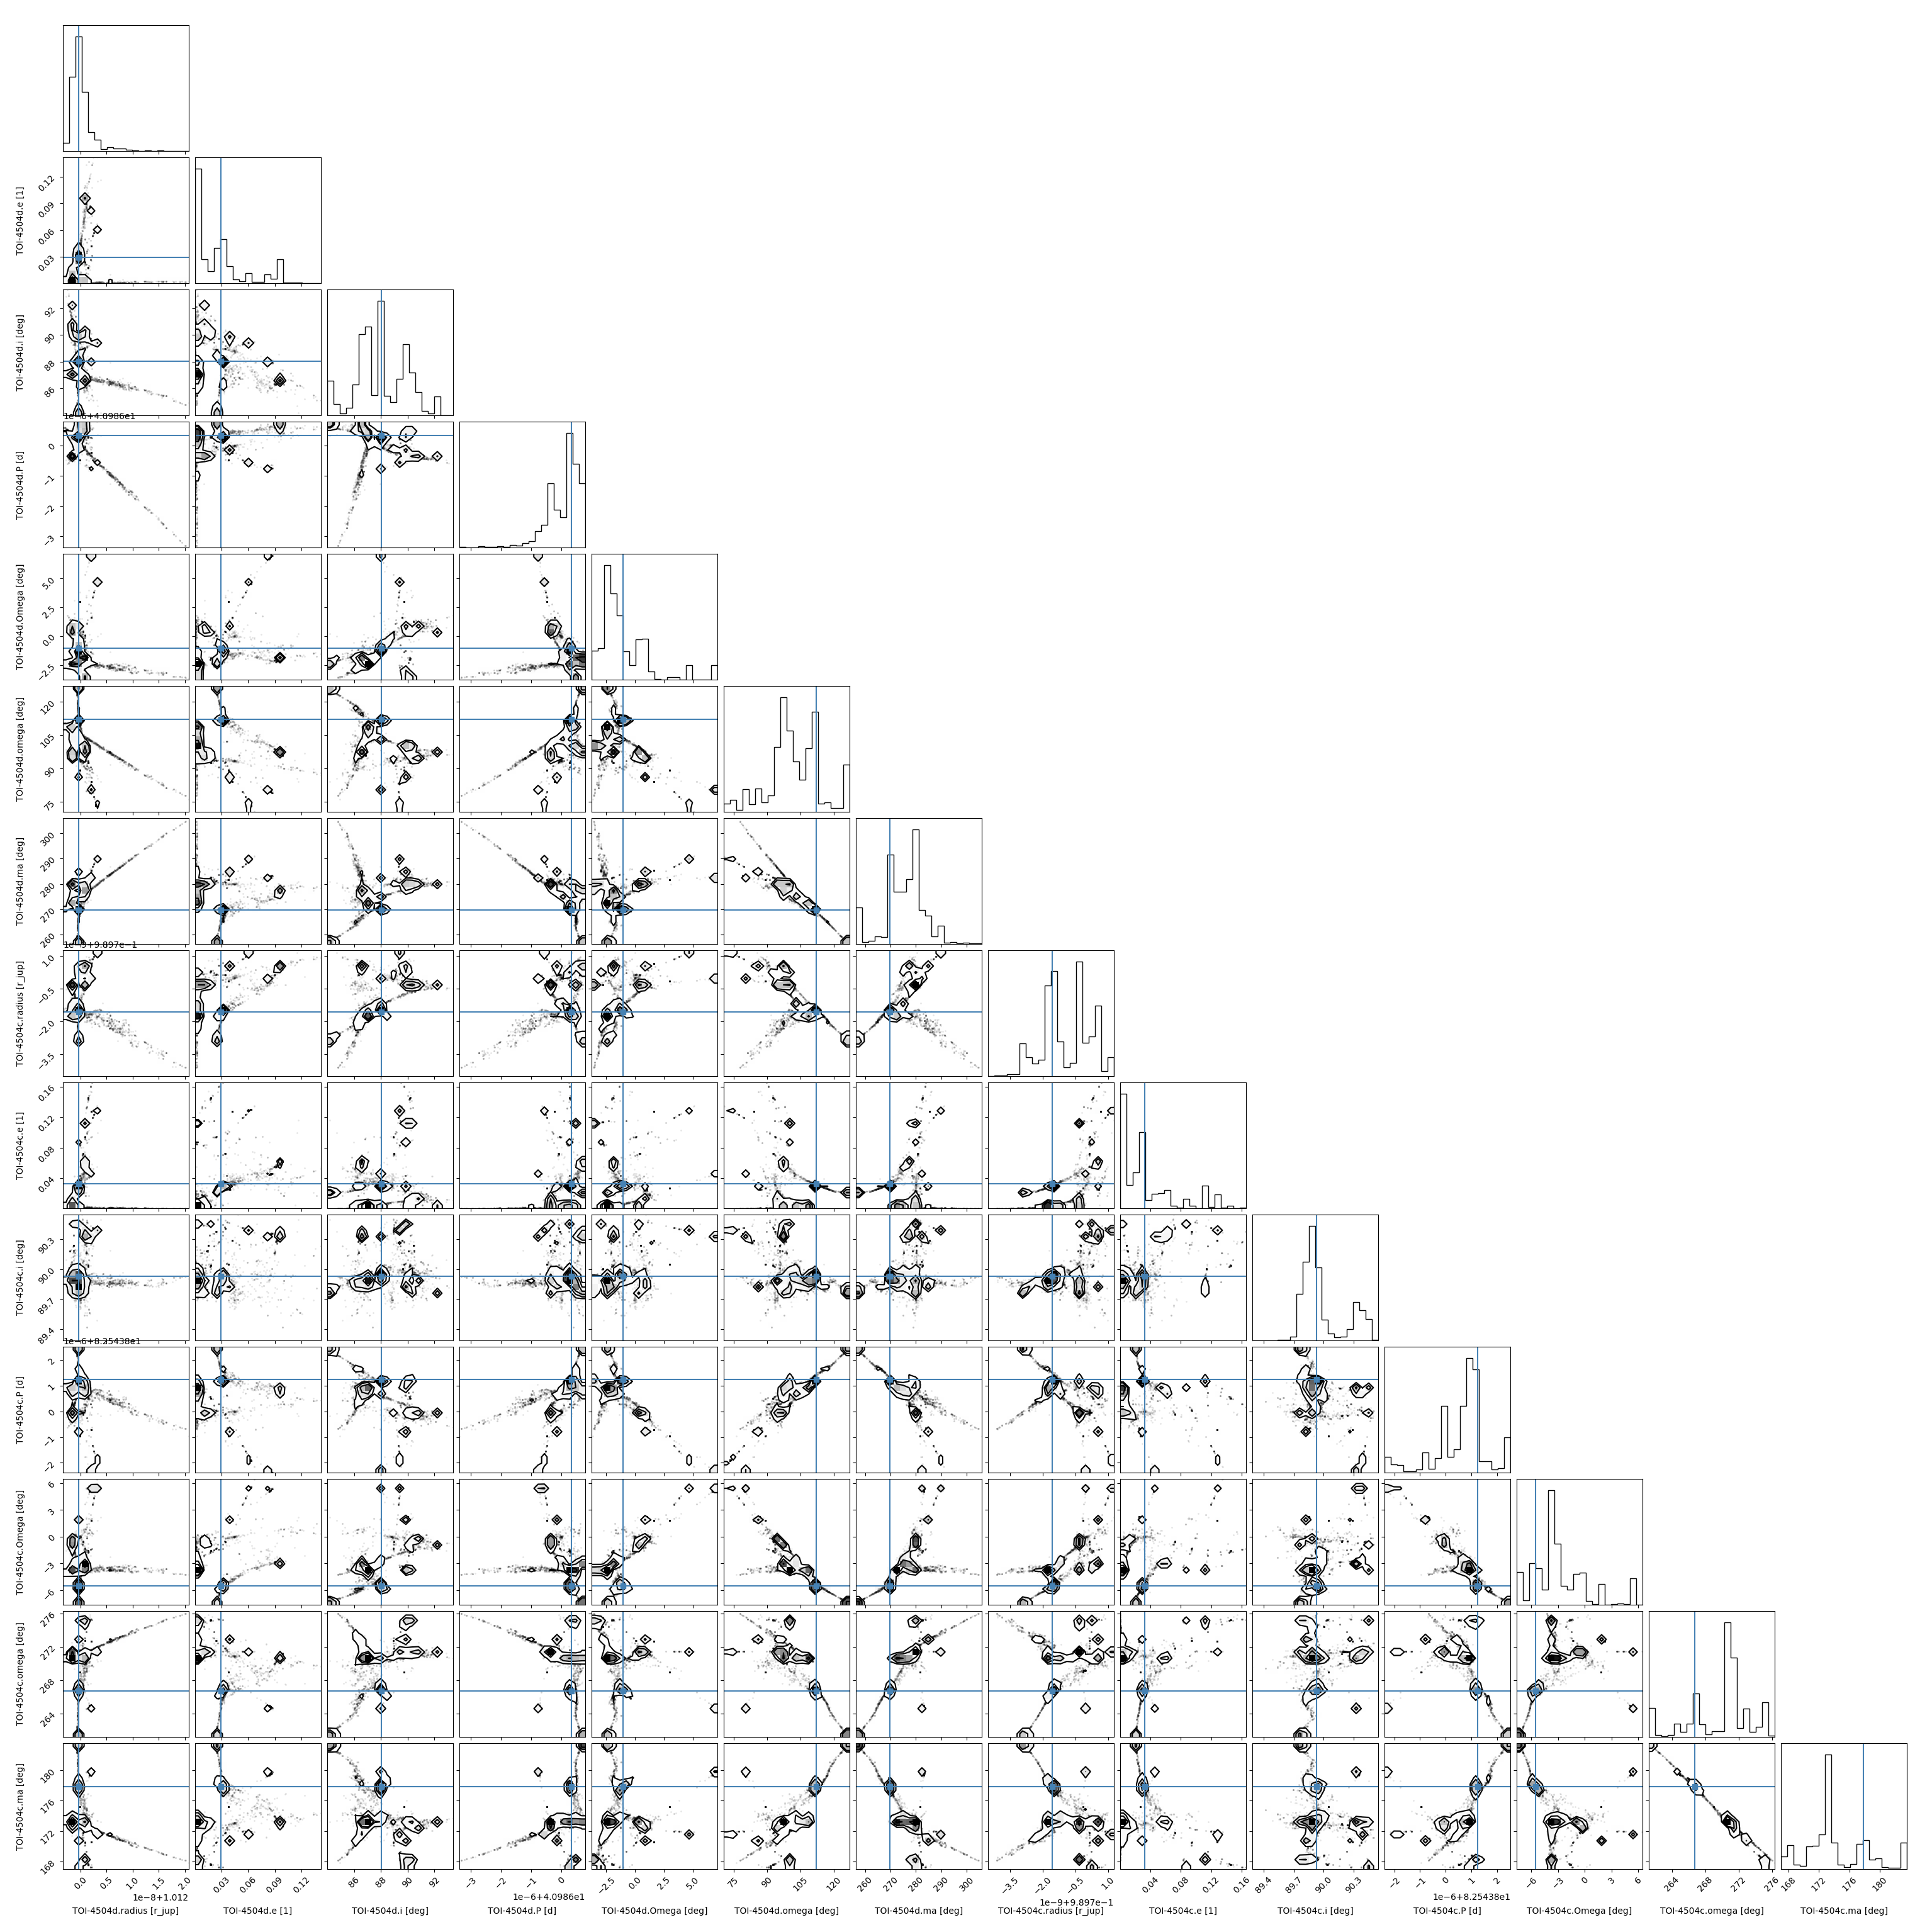 0.12
0.09
0.06
0.03
TOI-4504d.e [1]
92
90
88
86
TOI-4504d.i [deg]
1e−6+4.0986e1
0
−1
−2
−3
TOI-4504d.P [d]
5.0
2.5
0.0
−2.5
TOI-4504d.Omega [deg]
120
105
90
75
TOI-4504d.omega [deg]
300
290
280
270
260
TOI-4504d.ma [deg]
1e−9+9.897e−1
1.0
−0.5
−2.0
−3.5
TOI-4504c.radius [r_jup]
0.16
0.12
0.08
0.04
TOI-4504c.e [1]
90.3
90.0
89.7
89.4
TOI-4504c.i [deg]
1e−6+8.25438e1
2
1
0
−1
−2
TOI-4504c.P [d]
6
3
0
−3
−6
TOI-4504c.Omega [deg]
276
272
268
264
TOI-4504c.omega [deg]
180
176
172
168
TOI-4504c.ma [deg]
0.0 0.5 1.0 1.5 2.0 0.03 0.06 0.09 0.12 86 88 90 92 −3 −2 −1 0 −2.5 0.0 2.5 5.0 75 90 105 120 260 270 280 290 300 −3.5 −2.0 −0.5 1.0 0.04 0.08 0.12 0.16 89.4 89.7 90.0 90.3 −2 −1 0 1 2 −6 −3 0 3 6 264 268 272 276 168 172 176 180
1e−8+1.012 1e−6+4.0986e1 1e−9+9.897e−1 1e−6+8.25438e1
TOI-4504d.radius [r_jup] TOI-4504d.e [1] TOI-4504d.i [deg] TOI-4504d.P [d] TOI-4504d.Omega [deg] TOI-4504d.omega [deg] TOI-4504d.ma [deg] TOI-4504c.radius [r_jup] TOI-4504c.e [1] TOI-4504c.i [deg] TOI-4504c.P [d] TOI-4504c.Omega [deg] TOI-4504c.omega [deg] TOI-4504c.ma [deg]